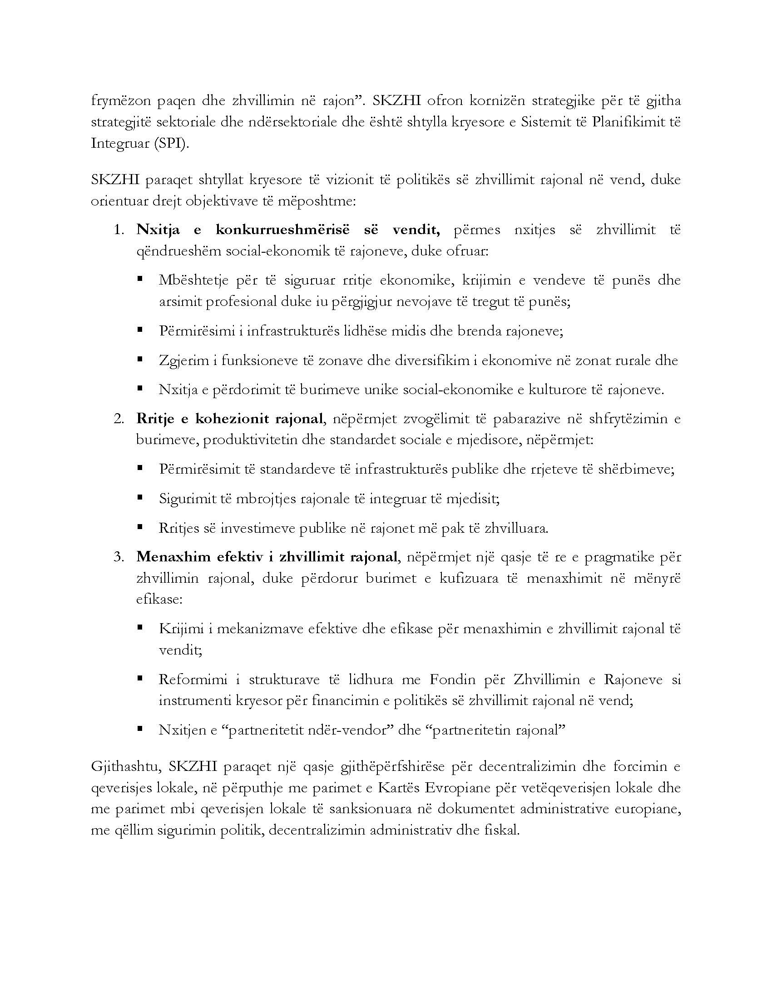 frymëzon paqen dhe zhvillimin në rajon”. SKZHI ofron kornizën strategjike për të gjitha
strategjitë sektoriale dhe ndërsektoriale dhe është shtylla kryesore e Sistemit të Planifikimit të
Integruar (SPI).
SKZHI paraqet shtyllat kryesore të vizionit të politikës së zhvillimit rajonal në vend, duke
orientuar drejt objektivave të mëposhtme:
1. Nxitja e konkurrueshmërisë së vendit, përmes nxitjes së zhvillimit të
qëndrueshëm social-ekonomik të rajoneve, duke ofruar:
▪ Mbështetje për të siguruar rritje ekonomike, krijimin e vendeve të punës dhe
arsimit profesional duke iu përgjigjur nevojave të tregut të punës;
▪ Përmirësimi i infrastrukturës lidhëse midis dhe brenda rajoneve;
▪ Zgjerim i funksioneve të zonave dhe diversifikim i ekonomive në zonat rurale dhe
▪ Nxitja e përdorimit të burimeve unike social-ekonomike e kulturore të rajoneve.
2. Rritje e kohezionit rajonal, nëpërmjet zvogëlimit të pabarazive në shfrytëzimin e
burimeve, produktivitetin dhe standardet sociale e mjedisore, nëpërmjet:
▪ Përmirësimit të standardeve të infrastrukturës publike dhe rrjeteve të shërbimeve;
▪ Sigurimit të mbrojtjes rajonale të integruar të mjedisit;
▪ Rritjes së investimeve publike në rajonet më pak të zhvilluara.
3. Menaxhim efektiv i zhvillimit rajonal, nëpërmjet një qasje të re e pragmatike për
zhvillimin rajonal, duke përdorur burimet e kufizuara të menaxhimit në mënyrë
efikase:
▪ Krijimi i mekanizmave efektive dhe efikase për menaxhimin e zhvillimit rajonal të
vendit;
▪ Reformimi i strukturave të lidhura me Fondin për Zhvillimin e Rajoneve si
instrumenti kryesor për financimin e politikës së zhvillimit rajonal në vend;
▪ Nxitjen e “partneritetit ndër-vendor” dhe “partneritetin rajonal”
Gjithashtu, SKZHI paraqet një qasje gjithëpërfshirëse për decentralizimin dhe forcimin e
qeverisjes lokale, në përputhje me parimet e Kartës Evropiane për vetëqeverisjen lokale dhe
me parimet mbi qeverisjen lokale të sanksionuara në dokumentet administrative europiane,
me qëllim sigurimin politik, decentralizimin administrativ dhe fiskal.